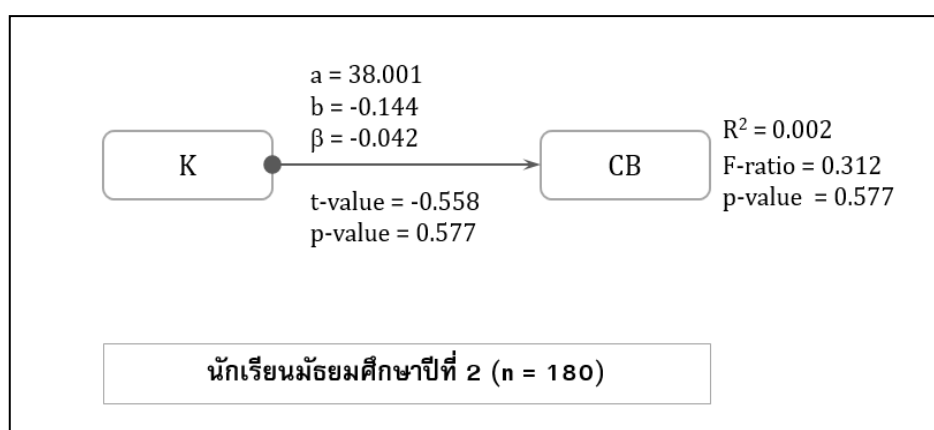 a = 38.001
b = -0.144
β = -0.042
K
CB
R² = 0.002
F-ratio = 0.312
p-value = 0.577
t-value = -0.558
p-value = 0.577
นักเรียนมัธยมศึกษาปีที่ 2 (n = 180)